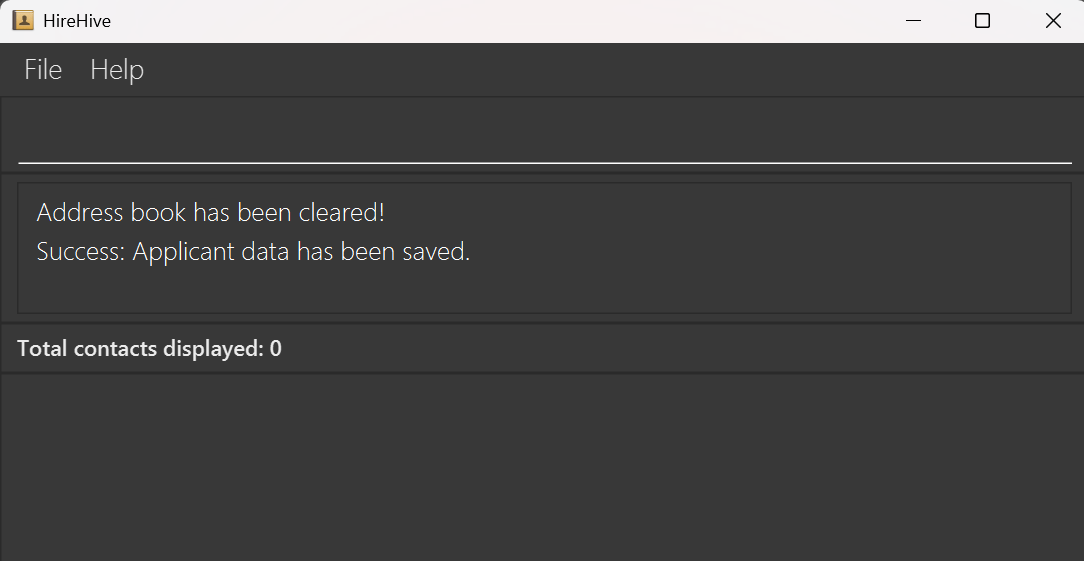 HireHive
File Help
Address book has been cleared!
Success: Applicant data has been saved.
Total contacts displayed: 0